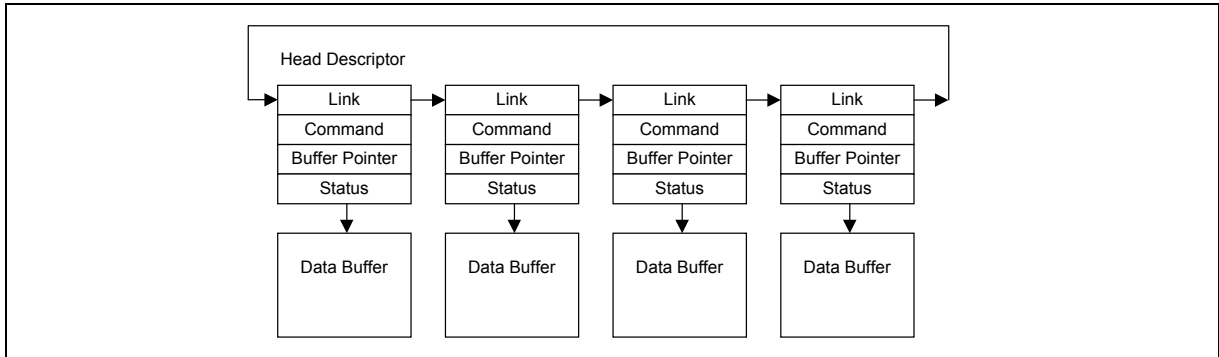 Head Descriptor
Link Link Link Link
Command Command Command Command
Buffer Pointer Buffer Pointer Buffer Pointer Buffer Pointer
Status Status Status Status
Data Buffer Data Buffer Data Buffer Data Buffer